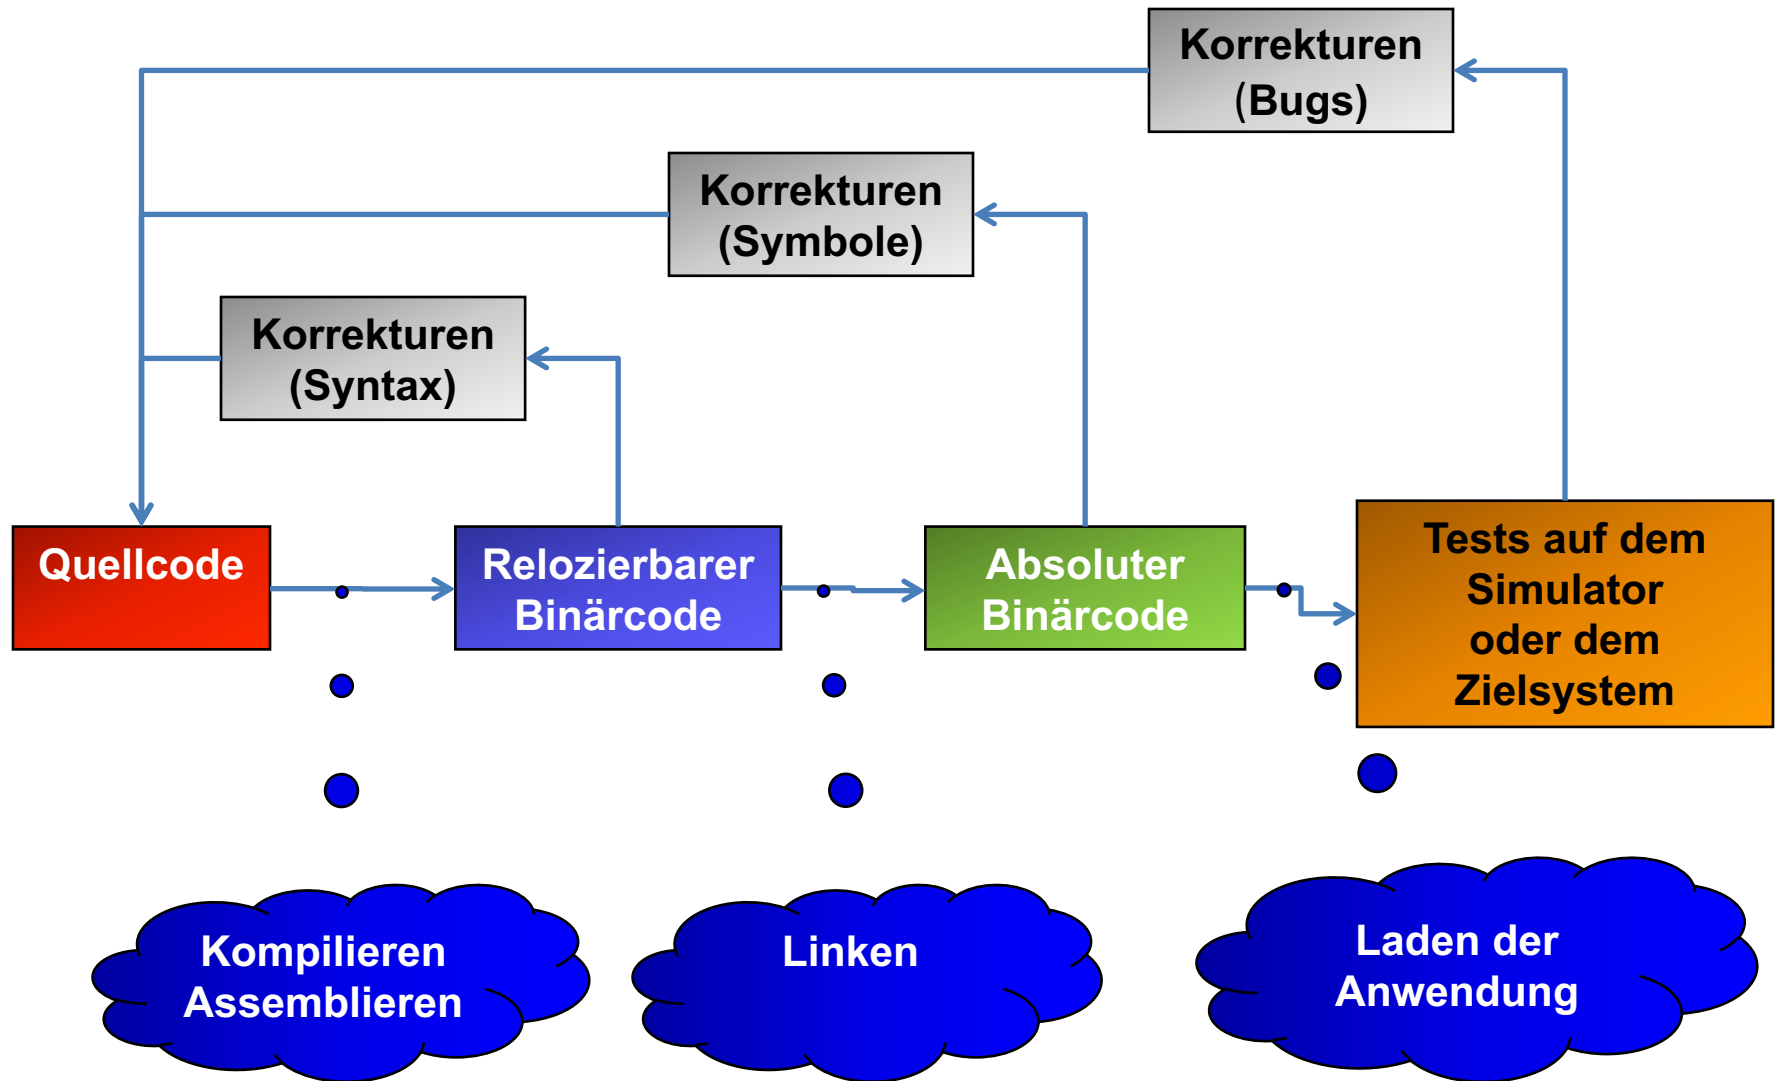 Korrekturen
(Bugs)
Korrekturen
(Symbole)
Korrekturen
(Syntax)
Quellcode
Relozierbarer
Binärcode
Absoluter
Binärcode
Tests auf dem
Simulator
oder dem
Zielsystem
Kompilieren
Assemblieren
Linken
Laden der
Anwendung